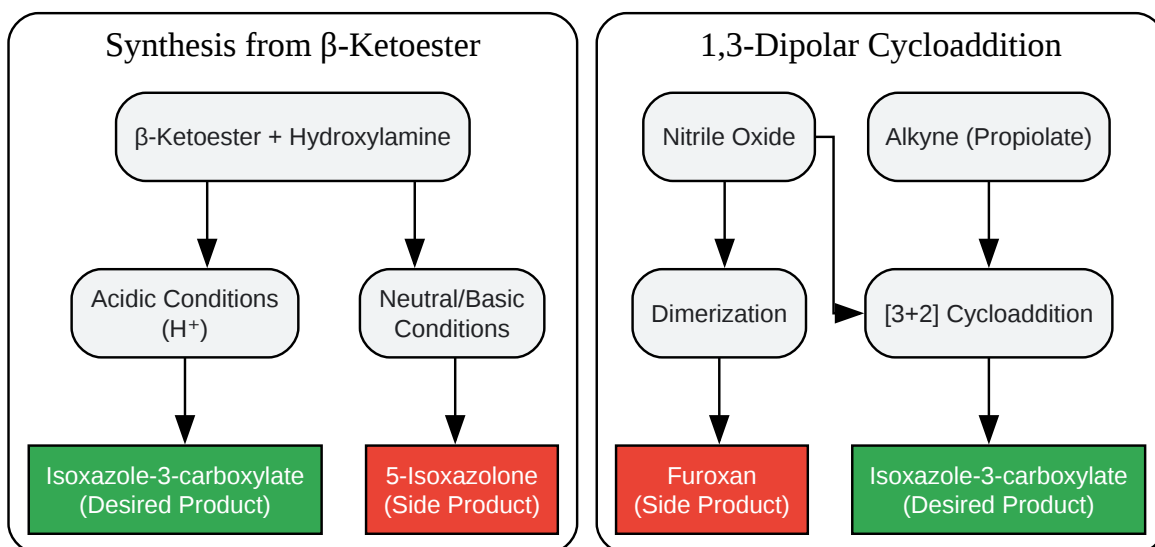 Synthesis from β-Ketoester
β-Ketoester + Hydroxylamine
Acidic Conditions
(H⁺)
Neutral/Basic
Conditions
Isoxazole-3-carboxylate
(Desired Product)
5-Isoxazolone
(Side Product)
1,3-Dipolar Cycloaddition
Nitrile Oxide
Alkyne (Propiolate)
Dimerization
[3+2] Cycloaddition
Furoxan
(Side Product)
Isoxazole-3-carboxylate
(Desired Product)